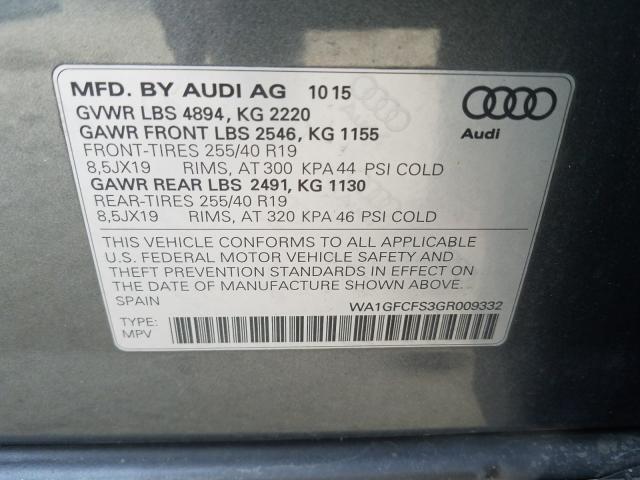 MFD. BY AUDI AG 10 15
GVWR LBS 4894, KG 2220
GAWR FRONT LBS 2546, KG 1155
FRONT-TIRES 255/40 R19
8,5JX19 RIMS, AT 300 KPA 44 PSI COLD
GAWR REAR LBS 2491, KG 1130
REAR-TIRES 255/40 R19
8,5JX19 RIMS, AT 320 KPA 46 PSI COLD
Audi
THIS VEHICLE CONFORMS TO ALL APPLICABLE
U.S. FEDERAL MOTOR VEHICLE SAFETY AND
THEFT PREVENTION STANDARDS IN EFFECT ON
THE DATE OF MANUFACTURE SHOWN ABOVE.
SPAIN WA1GFCFS3GR009332
TYPE:
MPV